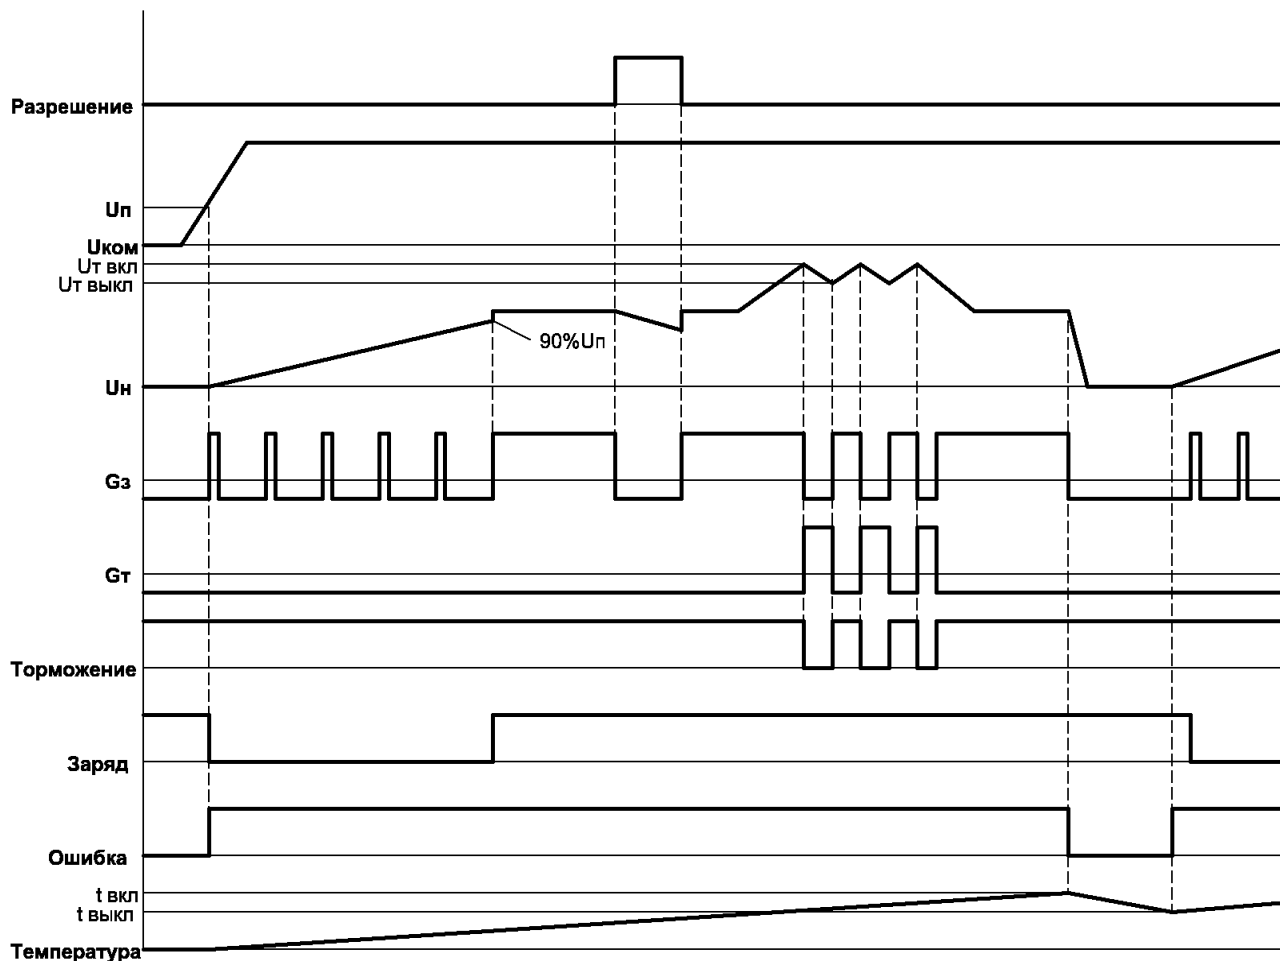 Разрешение
Uп
Uком
Uт вкл
Uт выкл
90%Uп
Uн
Gз
Gт
Торможение
Заряд
Ошибка
t вкл
t выкл
Температура